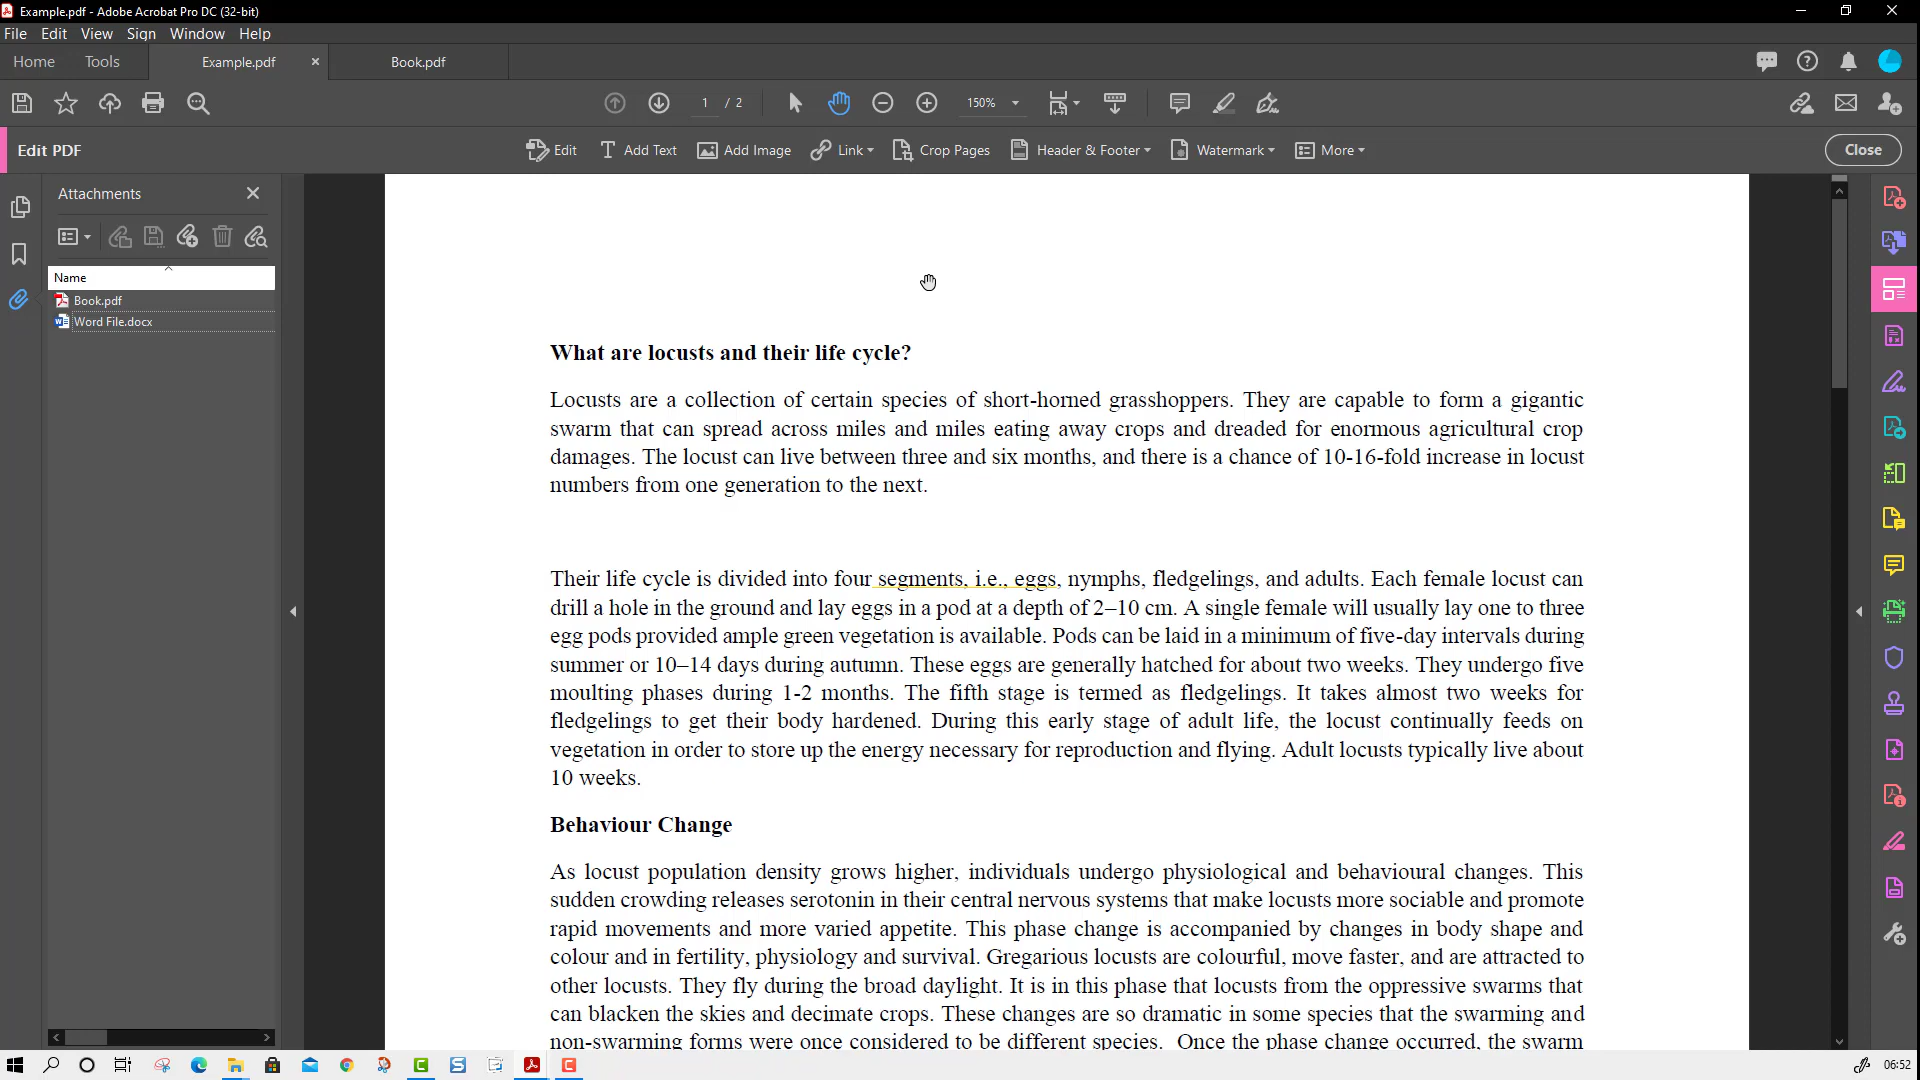 Example.pdf - Adobe Acrobat Pro DC (32-bit)
File Edit View Sign Window Help
Home Tools Example.pdf × Book.pdf
1 / 2 150%
Edit PDF Edit Add Text Add Image Link Crop Pages Header & Footer Watermark More Close
Attachments
Name
Book.pdf
Word File.docx
What are locusts and their life cycle?
Locusts are a collection of certain species of short-horned grasshoppers. They are capable to form a gigantic
swarm that can spread across miles and miles eating away crops and dreaded for enormous agricultural crop
damages. The locust can live between three and six months, and there is a chance of 10-16-fold increase in locust
numbers from one generation to the next.
Their life cycle is divided into four segments, i.e., eggs, nymphs, fledgelings, and adults. Each female locust can
drill a hole in the ground and lay eggs in a pod at a depth of 2–10 cm. A single female will usually lay one to three
egg pods provided ample green vegetation is available. Pods can be laid in a minimum of five-day intervals during
summer or 10–14 days during autumn. These eggs are generally hatched for about two weeks. They undergo five
moulting phases during 1-2 months. The fifth stage is termed as fledgelings. It takes almost two weeks for
fledgelings to get their body hardened. During this early stage of adult life, the locust continually feeds on
vegetation in order to store up the energy necessary for reproduction and flying. Adult locusts typically live about
10 weeks.
Behaviour Change
As locust population density grows higher, individuals undergo physiological and behavioural changes. This
sudden crowding releases serotonin in their central nervous systems that make locusts more sociable and promote
rapid movements and more varied appetite. This phase change is accompanied by changes in body shape and
colour and in fertility, physiology and survival. Gregarious locusts are colourful, move faster, and are attracted to
other locusts. They fly during the broad daylight. It is in this phase that locusts from the oppressive swarms that
can blacken the skies and decimate crops. These changes are so dramatic in some species that the swarming and
non-swarming forms were once considered to be different species. Once the phase change occurred, the swarm
06:52